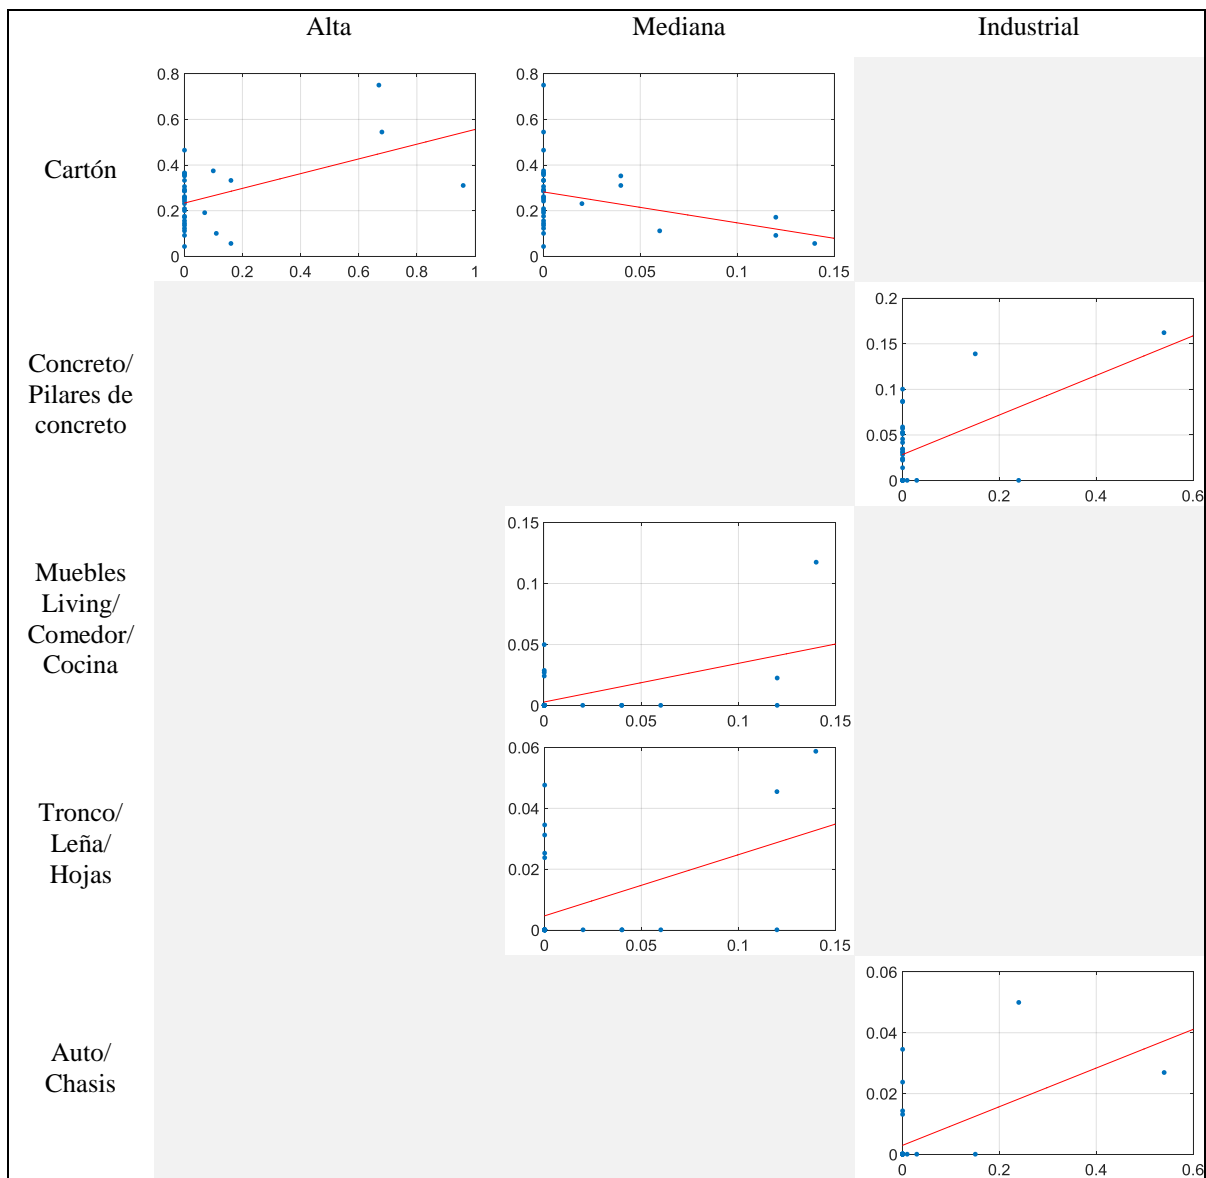 Alta Mediana Industrial
Cartón
0.8 0.6 0.4 0.2 0
0 0.2 0.4 0.6 0.8 1
0.8 0.6 0.4 0.2 0
0 0.05 0.1 0.15
Concreto/
Pilares de
concreto
0.2 0.15 0.1 0.05 0
0 0.2 0.4 0.6
Muebles
Living/
Comedor/
Cocina
0.15 0.1 0.05 0
0 0.05 0.1 0.15
Tronco/
Leña/
Hojas
0.06 0.04 0.02 0
0 0.05 0.1 0.15
Auto/
Chasis
0.06 0.04 0.02 0
0 0.2 0.4 0.6